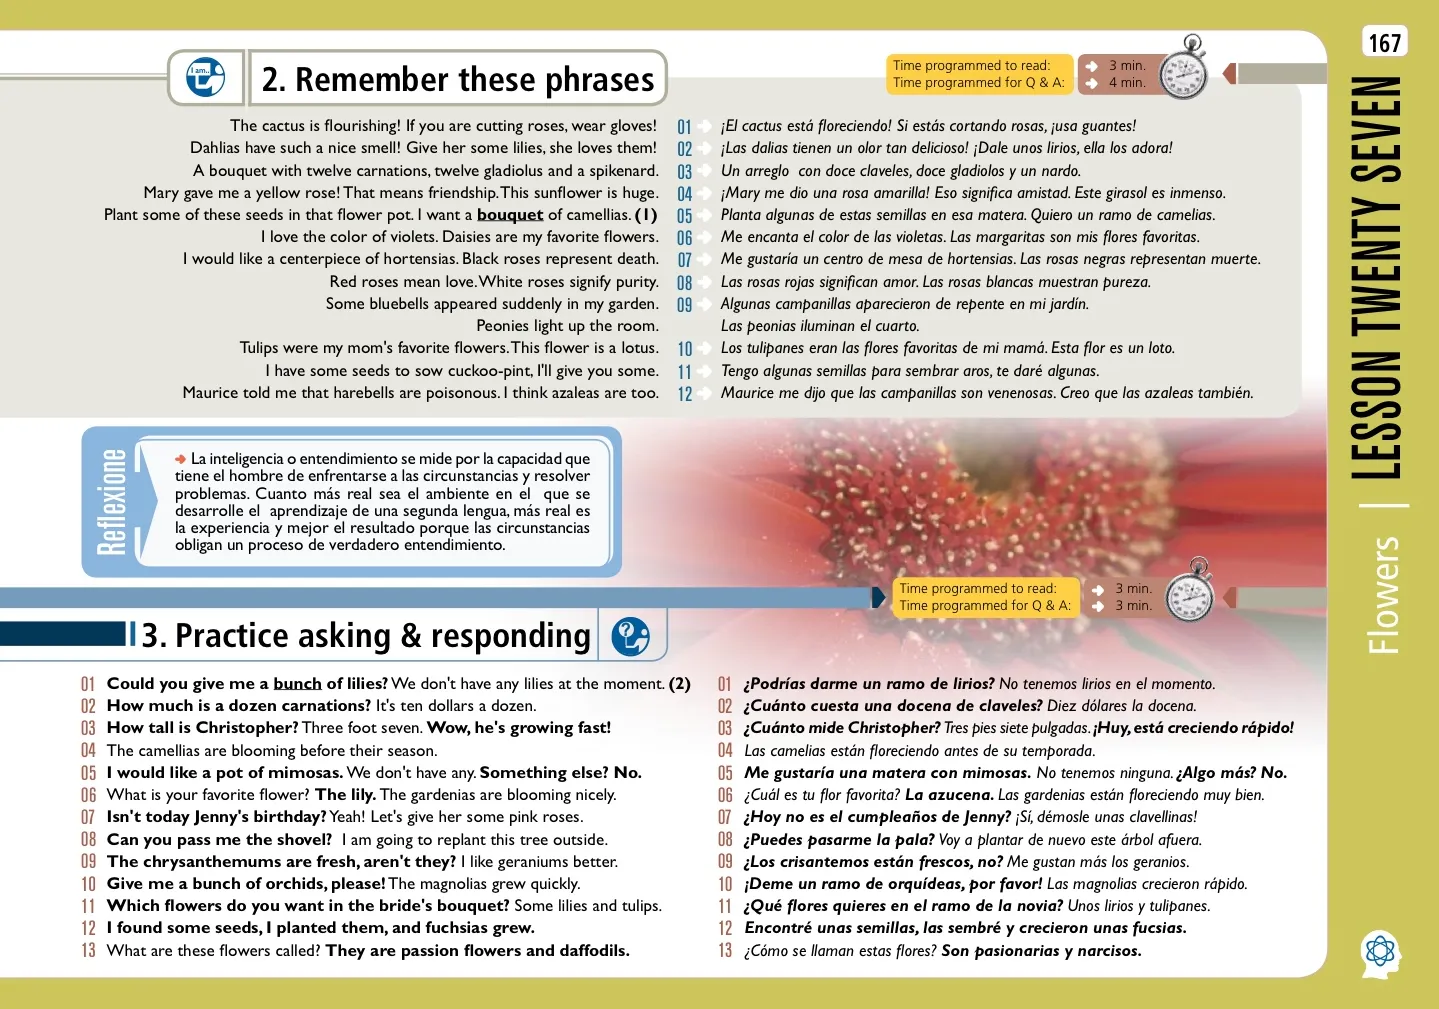 167
LESSON TWENTY SEVEN
Flowers
I am...
2. Remember these phrases
Time programmed to read: 3 min.
Time programmed for Q & A: 4 min.
The cactus is flourishing! If you are cutting roses, wear gloves! 01 ¡El cactus está floreciendo! Si estás cortando rosas, ¡usa guantes!
Dahlias have such a nice smell! Give her some lilies, she loves them! 02 ¡Las dalias tienen un olor tan delicioso! ¡Dale unos lirios, ella los adora!
A bouquet with twelve carnations, twelve gladiolus and a spikenard. 03 Un arreglo con doce claveles, doce gladiolos y un nardo.
Mary gave me a yellow rose! That means friendship. This sunflower is huge. 04 ¡Mary me dio una rosa amarilla! Eso significa amistad. Este girasol es inmenso.
Plant some of these seeds in that flower pot. I want a bouquet of camellias. (1) 05 Planta algunas de estas semillas en esa matera. Quiero un ramo de camelias.
I love the color of violets. Daisies are my favorite flowers. 06 Me encanta el color de las violetas. Las margaritas son mis flores favoritas.
I would like a centerpiece of hortensias. Black roses represent death. 07 Me gustaría un centro de mesa de hortensias. Las rosas negras representan muerte.
Red roses mean love. White roses signify purity. 08 Las rosas rojas significan amor. Las rosas blancas muestran pureza.
Some bluebells appeared suddenly in my garden. 09 Algunas campanillas aparecieron de repente en mi jardín.
Peonies light up the room. Las peonias iluminan el cuarto.
Tulips were my mom's favorite flowers. This flower is a lotus. 10 Los tulipanes eran las flores favoritas de mi mamá. Esta flor es un loto.
I have some seeds to sow cuckoo-pint, I'll give you some. 11 Tengo algunas semillas para sembrar aros, te daré algunas.
Maurice told me that harebells are poisonous. I think azaleas are too. 12 Maurice me dijo que las campanillas son venenosas. Creo que las azaleas también.
Reflexione
La inteligencia o entendimiento se mide por la capacidad que
tiene el hombre de enfrentarse a las circunstancias y resolver
problemas. Cuanto más real sea el ambiente en el que se
desarrolle el aprendizaje de una segunda lengua, más real es
la experiencia y mejor el resultado porque las circunstancias
obligan un proceso de verdadero entendimiento.
Time programmed to read: 3 min.
Time programmed for Q & A: 3 min.
3. Practice asking & responding
01 Could you give me a bunch of lilies? We don't have any lilies at the moment. (2) 01 ¿Podrías darme un ramo de lirios? No tenemos lirios en el momento.
02 How much is a dozen carnations? It's ten dollars a dozen. 02 ¿Cuánto cuesta una docena de claveles? Diez dólares la docena.
03 How tall is Christopher? Three foot seven. Wow, he's growing fast! 03 ¿Cuánto mide Christopher? Tres pies siete pulgadas. ¡Huy, está creciendo rápido!
04 The camellias are blooming before their season. 04 Las camelias están floreciendo antes de su temporada.
05 I would like a pot of mimosas. We don't have any. Something else? No. 05 Me gustaría una matera con mimosas. No tenemos ninguna. ¿Algo más? No.
06 What is your favorite flower? The lily. The gardenias are blooming nicely. 06 ¿Cuál es tu flor favorita? La azucena. Las gardenias están floreciendo muy bien.
07 Isn't today Jenny's birthday? Yeah! Let's give her some pink roses. 07 ¿Hoy no es el cumpleaños de Jenny? ¡Sí, démosle unas clavellinas!
08 Can you pass me the shovel? I am going to replant this tree outside. 08 ¿Puedes pasarme la pala? Voy a plantar de nuevo este árbol afuera.
09 The chrysanthemums are fresh, aren't they? I like geraniums better. 09 ¿Los crisantemos están frescos, no? Me gustan más los geranios.
10 Give me a bunch of orchids, please! The magnolias grew quickly. 10 ¡Deme un ramo de orquídeas, por favor! Las magnolias crecieron rápido.
11 Which flowers do you want in the bride's bouquet? Some lilies and tulips. 11 ¿Qué flores quieres en el ramo de la novia? Unos lirios y tulipanes.
12 I found some seeds, I planted them, and fuchsias grew. 12 Encontré unas semillas, las sembré y crecieron unas fucsias.
13 What are these flowers called? They are passion flowers and daffodils. 13 ¿Cómo se llaman estas flores? Son pasionarias y narcisos.